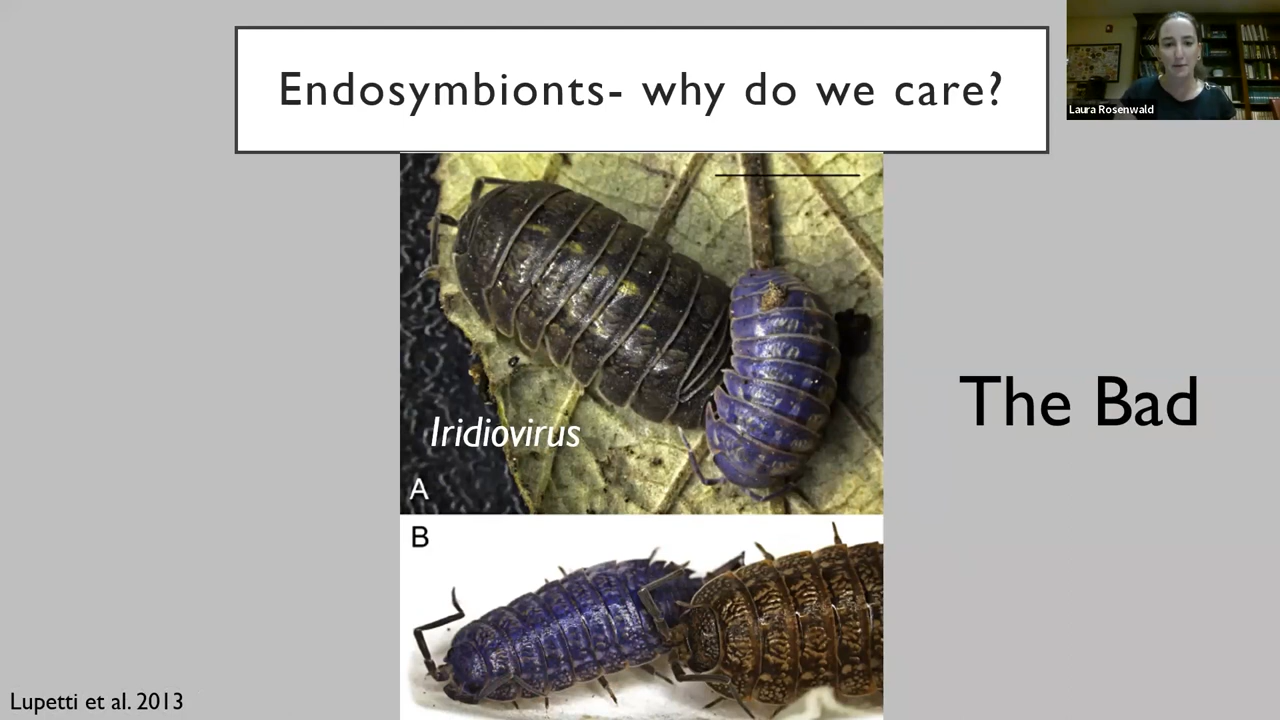 Endosymbionts- why do we care?
Laura Rosenwald
Iridiovirus
A
The Bad
B
Lupetti et al. 2013